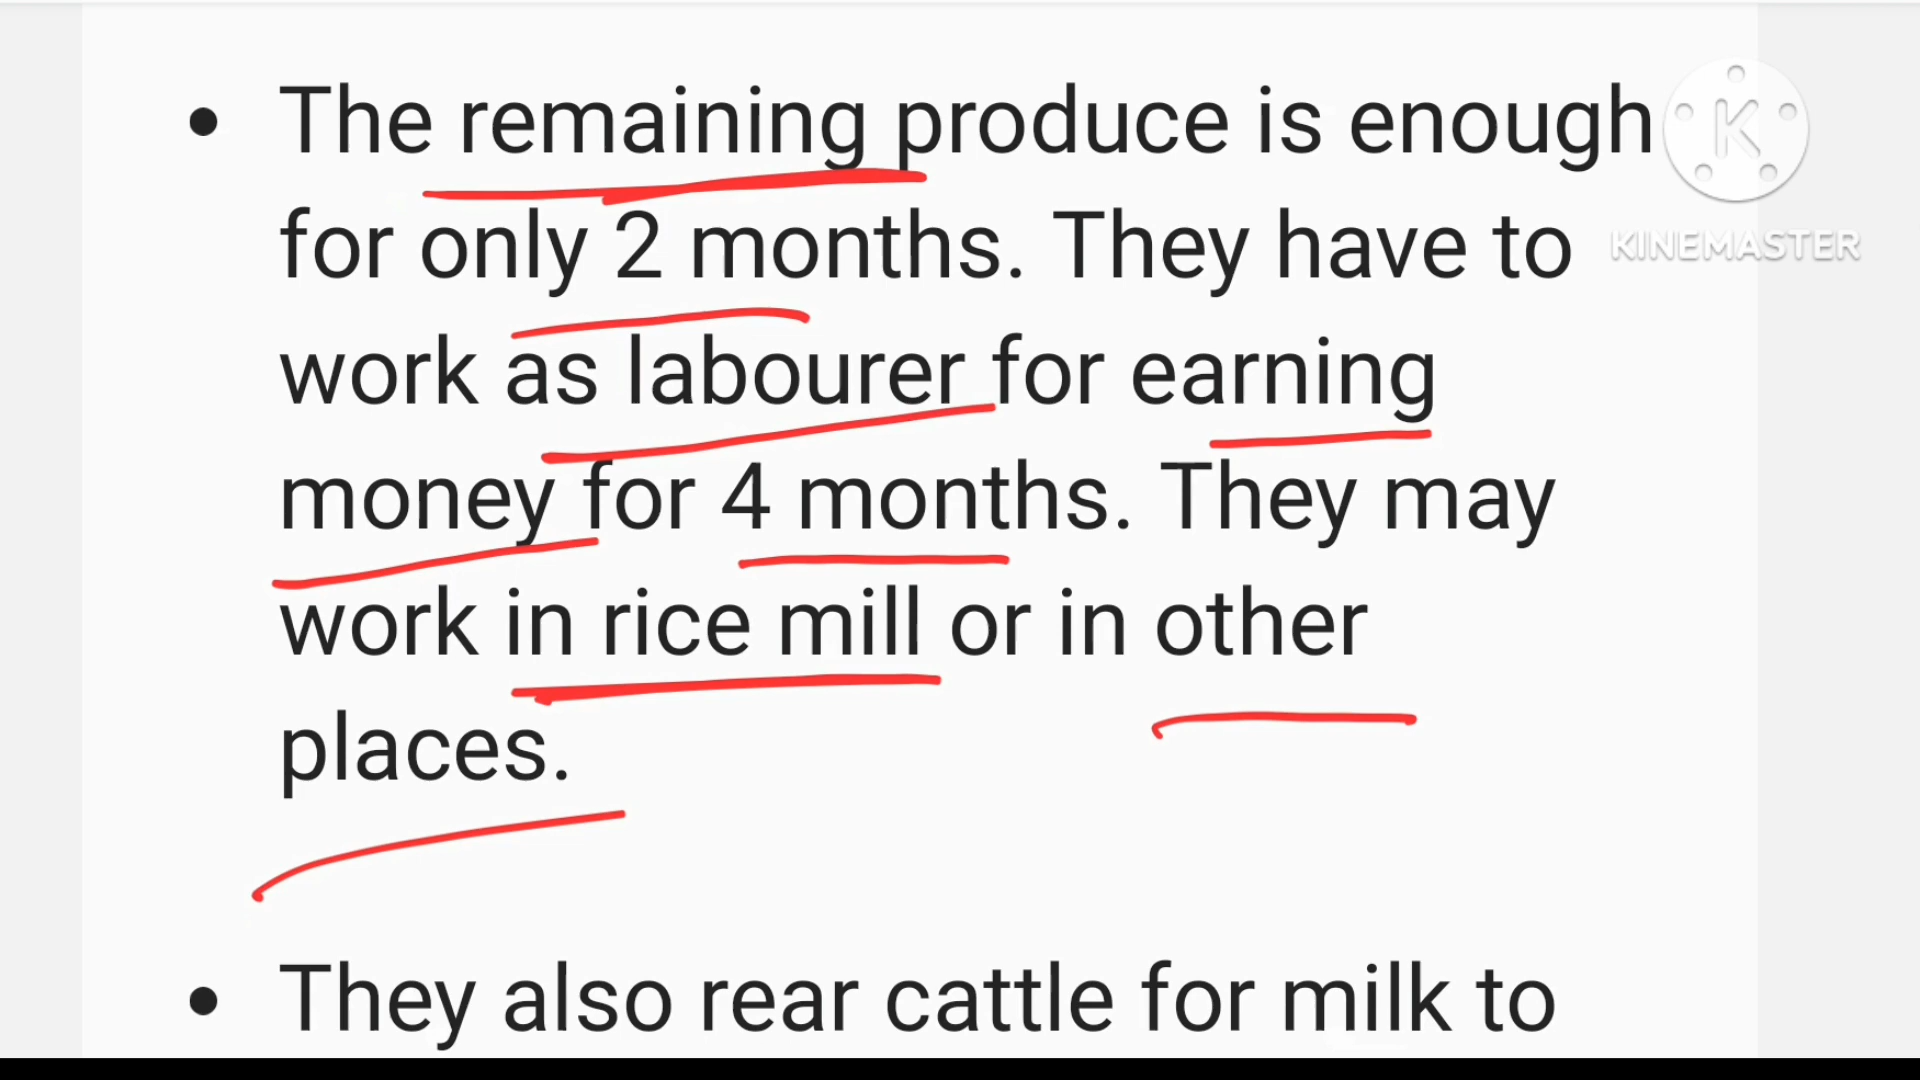 • The remaining produce is enough
for only 2 months. They have to
work as labourer for earning
money for 4 months. They may
work in rice mill or in other
places.
• They also rear cattle for milk to
K
KINEMASTER